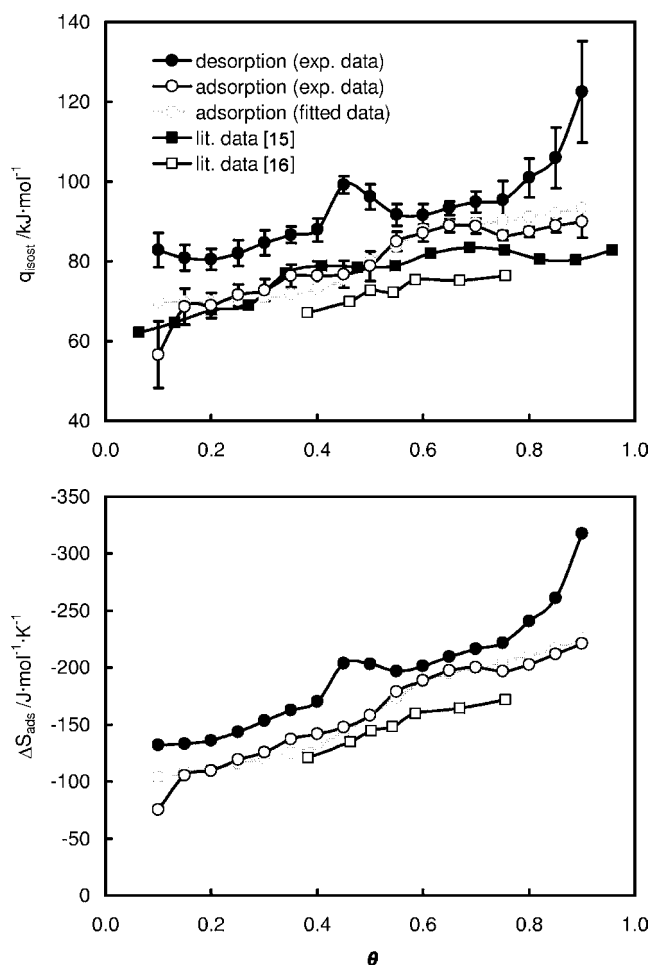 140
120
100
80
60
40
q_isost /kJ·mol⁻¹
desorption (exp. data)
adsorption (exp. data)
adsorption (fitted data)
lit. data [15]
lit. data [16]
0.0 0.2 0.4 0.6 0.8 1.0
-350
-300
-250
-200
-150
-100
-50
0
ΔS_ads /J·mol⁻¹·K⁻¹
0.0 0.2 0.4 0.6 0.8 1.0
θ